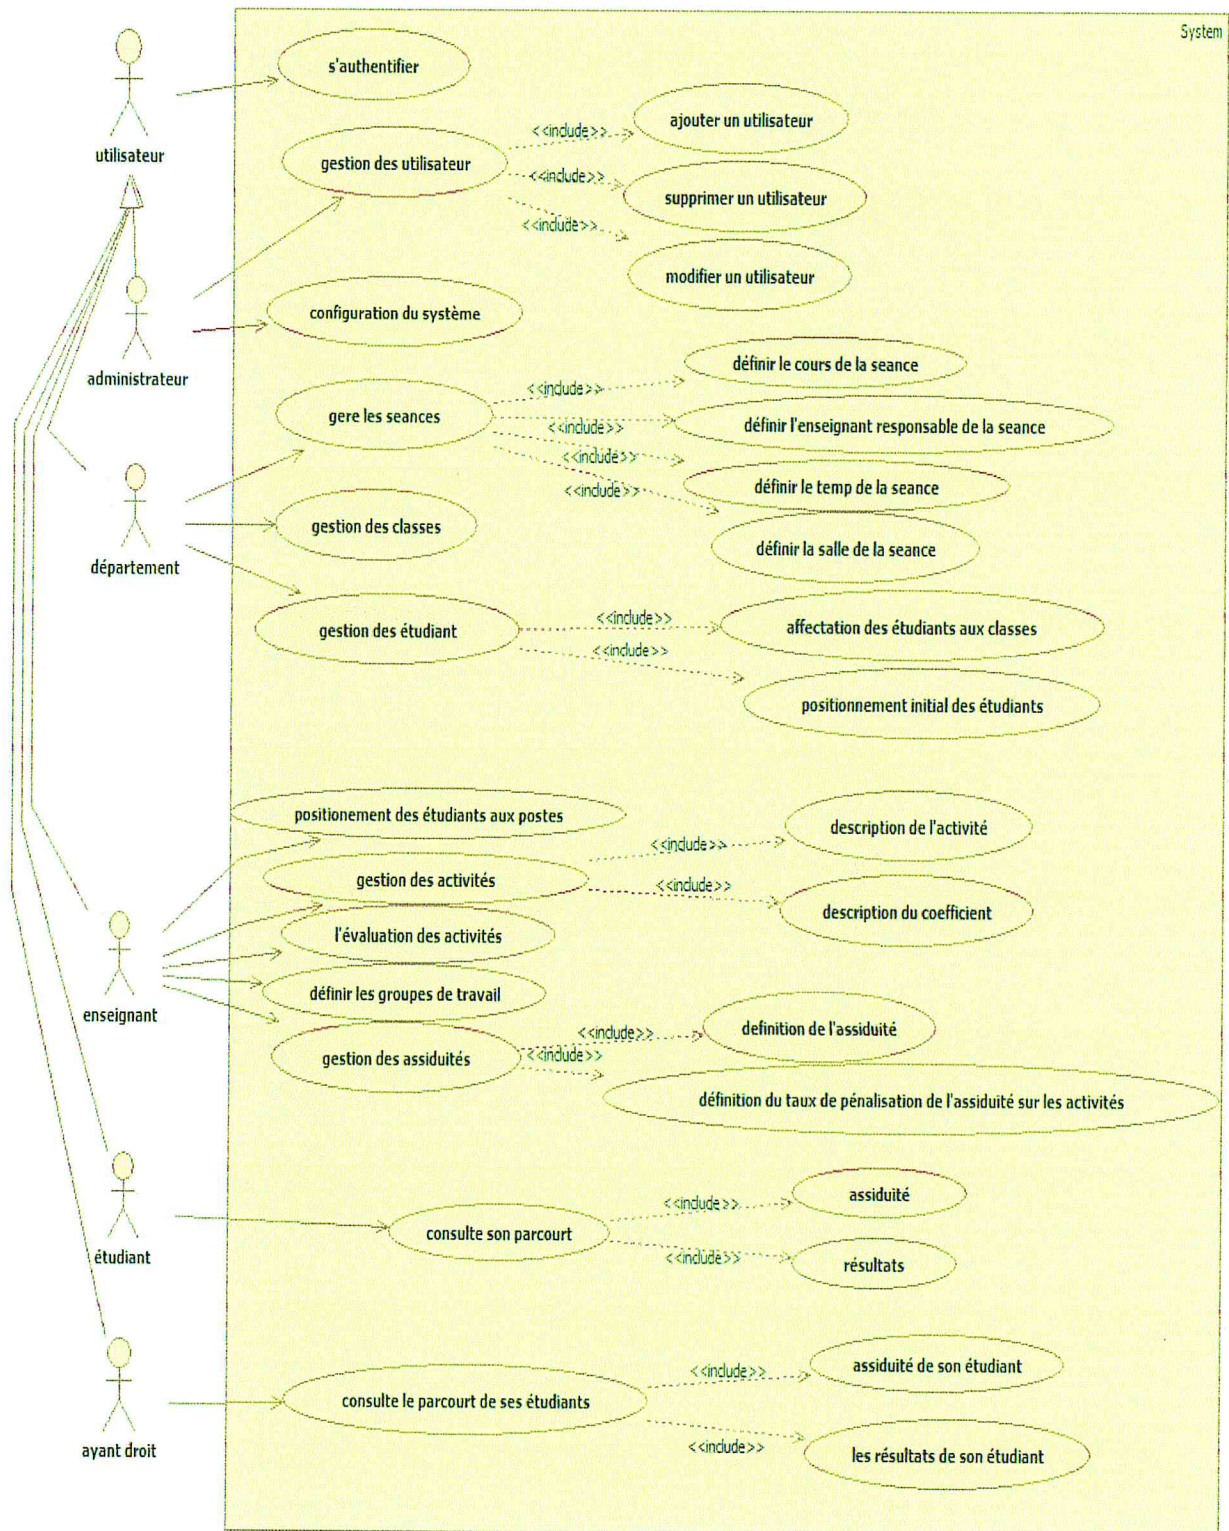 System
s'authentifier
utilisateur
<<include>>
ajouter un utilisateur
gestion des utilisateur
<<include>>
supprimer un utilisateur
<<include>>
modifier un utilisateur
administrateur
configuration du système
<<include>>
définir le cours de la seance
gere les seances
<<include>>
définir l'enseignant responsable de la seance
<<include>>
définir le temp de la seance
<<include>>
définir la salle de la seance
gestion des classes
département
gestion des étudiant
<<include>>
affectation des étudiants aux classes
<<include>>
positionnement initial des étudiants
positionement des étudiants aux postes
<<include>>
description de l'activité
gestion des activités
<<include>>
description du coefficient
l'évaluation des activités
définir les groupes de travail
enseignant
<<include>>
definition de l'assiduité
gestion des assiduités
<<include>>
définition du taux de pénalisation de l'assiduité sur les activités
étudiant
consulte son parcourt
<<include>>
assiduité
<<include>>
résultats
ayant droit
consulte le parcourt de ses étudiants
<<include>>
assiduité de son étudiant
<<include>>
les résultats de son étudiant